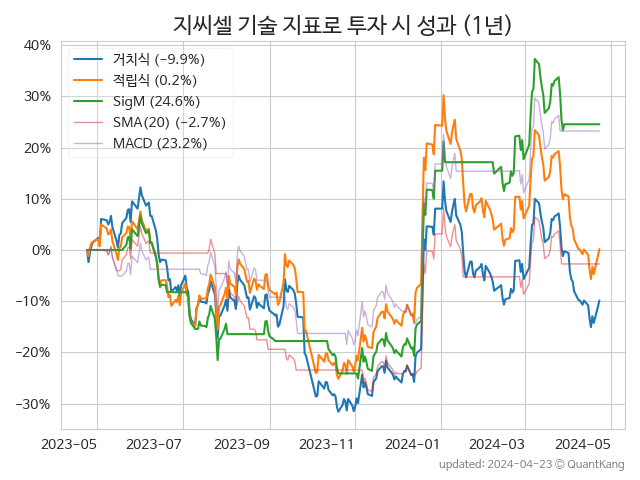 지씨셀 기술 지표로 투자 시 성과 (1년)
40%
30%
20%
10%
0%
−10%
−20%
−30%
거치식 (−9.9%)
적립식 (0.2%)
SigM (24.6%)
SMA(20) (−2.7%)
MACD (23.2%)
2023-05 2023-07 2023-09 2023-11 2024-01 2024-03 2024-05
updated: 2024-04-23 ⓒ QuantKang